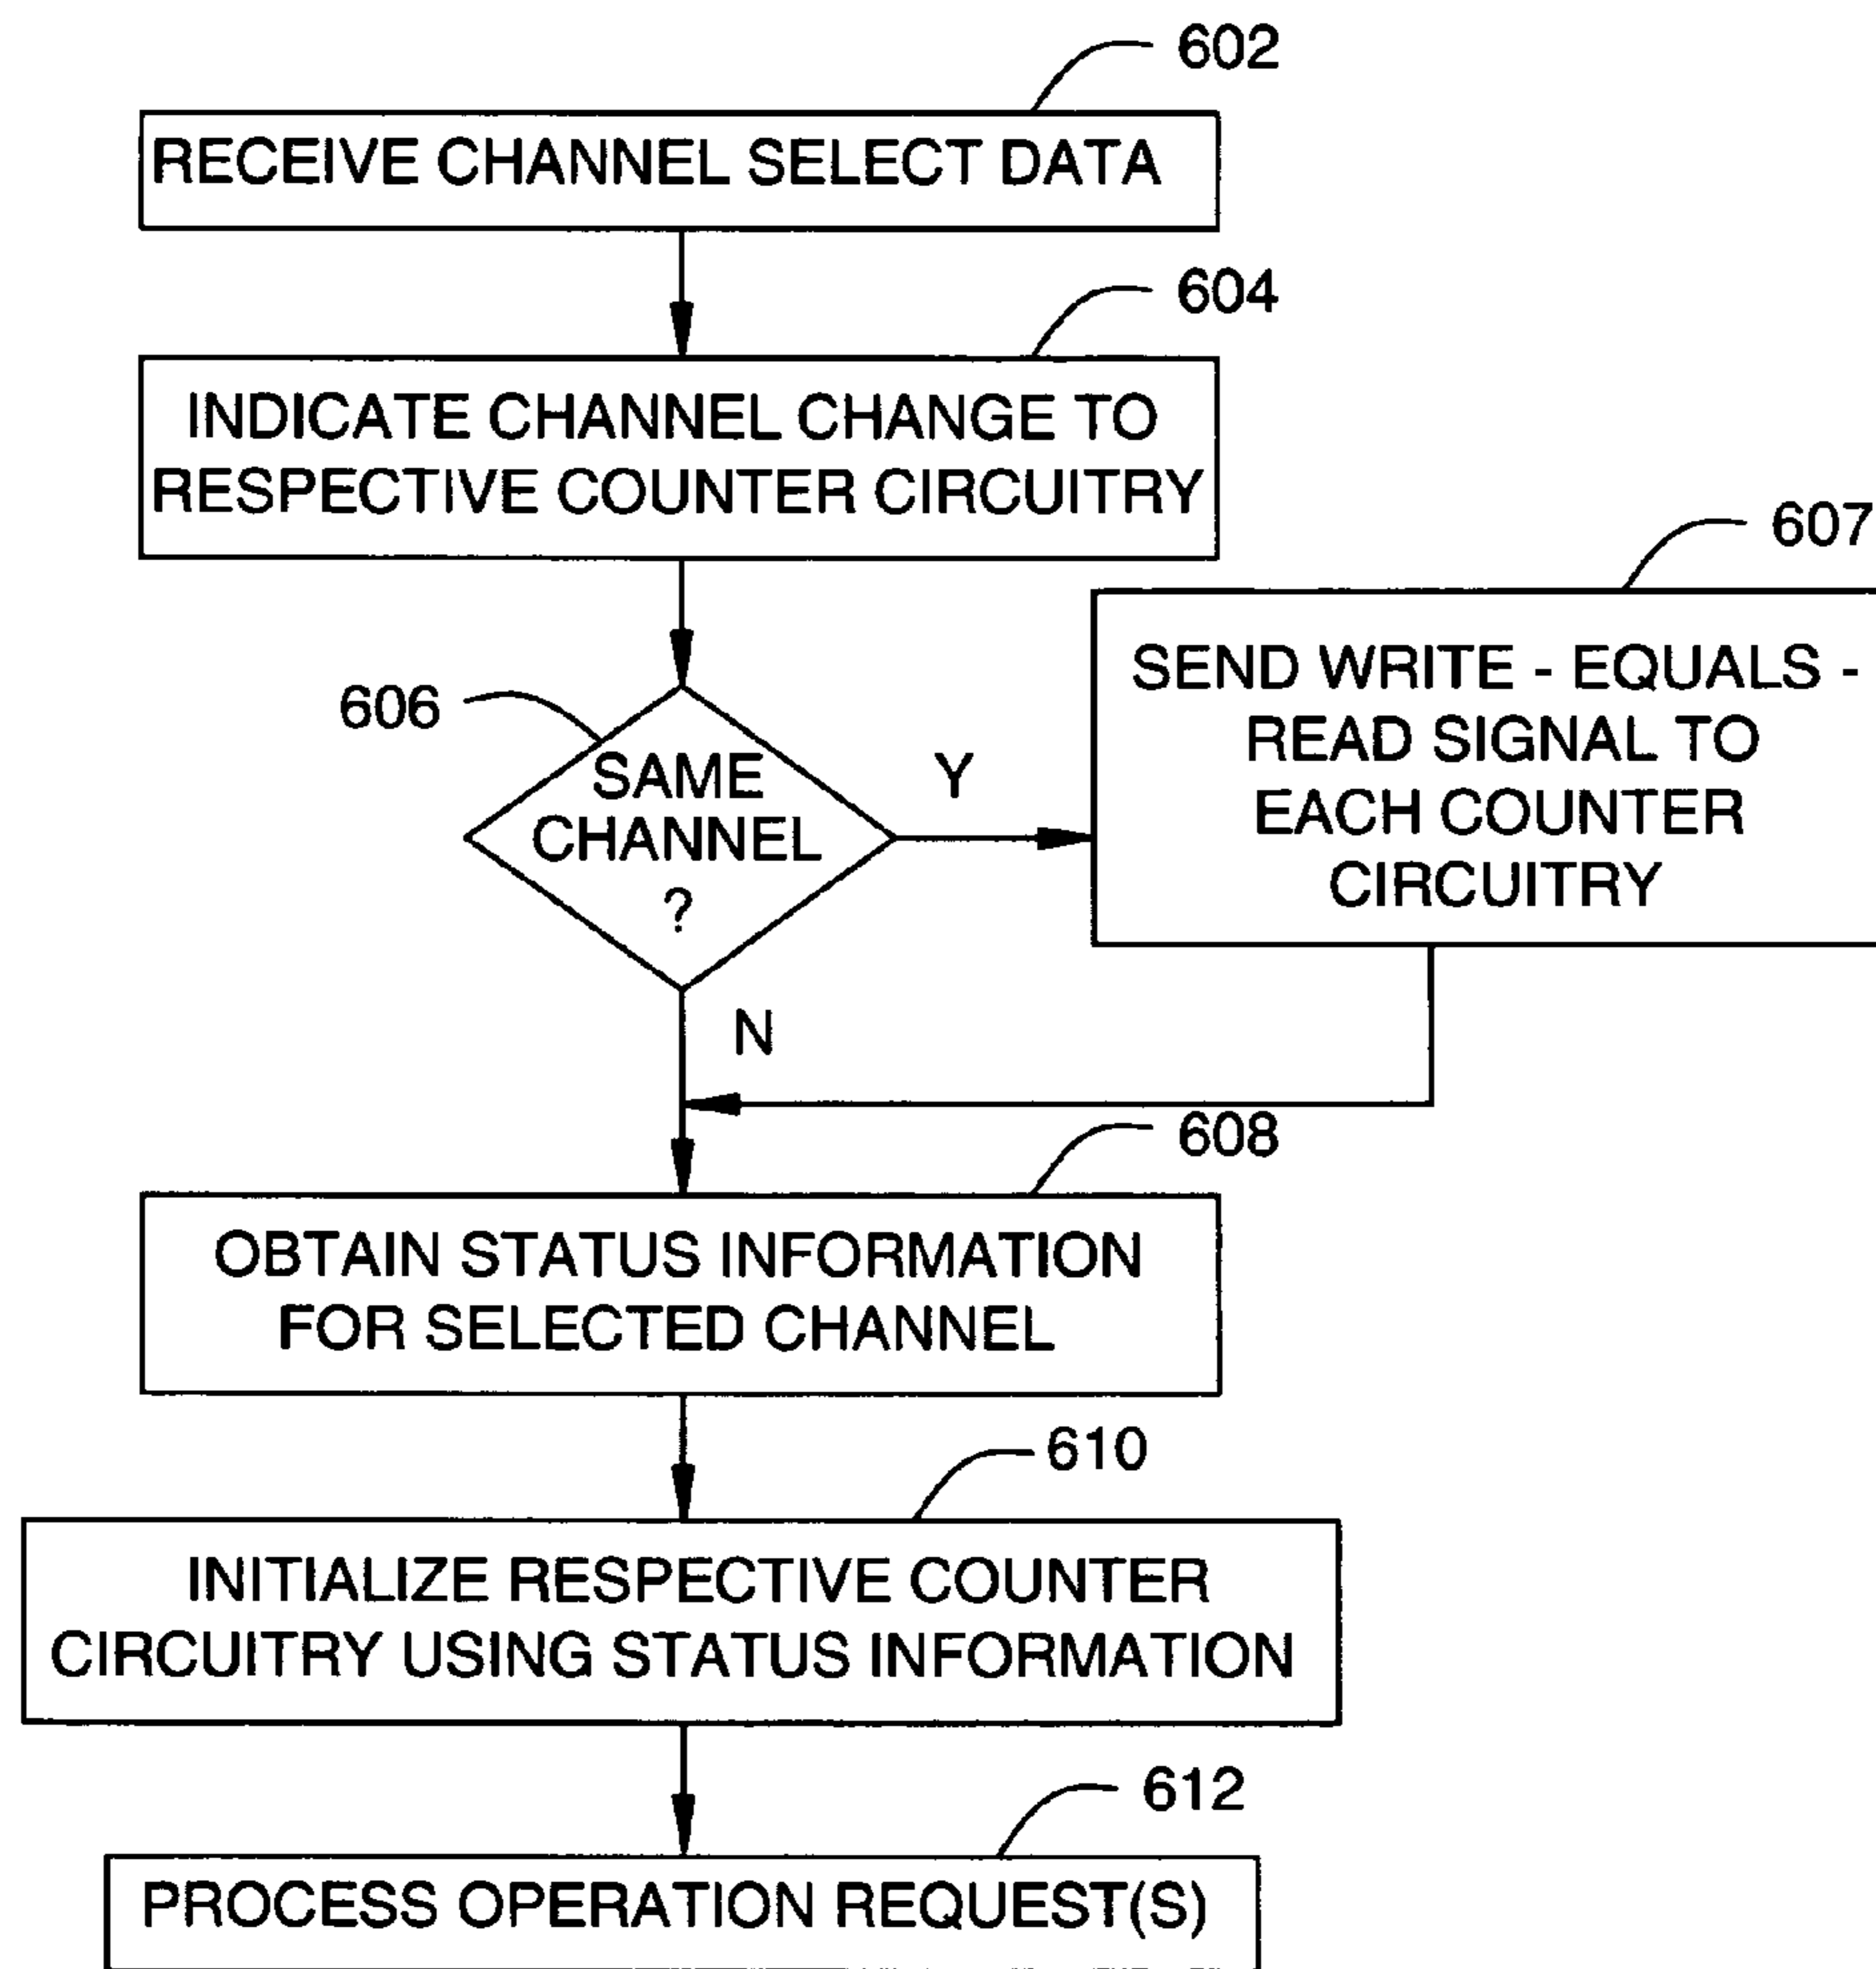 602
RECEIVE CHANNEL SELECT DATA
604
INDICATE CHANNEL CHANGE TO
RESPECTIVE COUNTER CIRCUITRY
607
SEND WRITE - EQUALS -
READ SIGNAL TO
EACH COUNTER
CIRCUITRY
606
SAME
CHANNEL
?
Y
N
608
OBTAIN STATUS INFORMATION
FOR SELECTED CHANNEL
610
INITIALIZE RESPECTIVE COUNTER
CIRCUITRY USING STATUS INFORMATION
612
PROCESS OPERATION REQUEST(S)